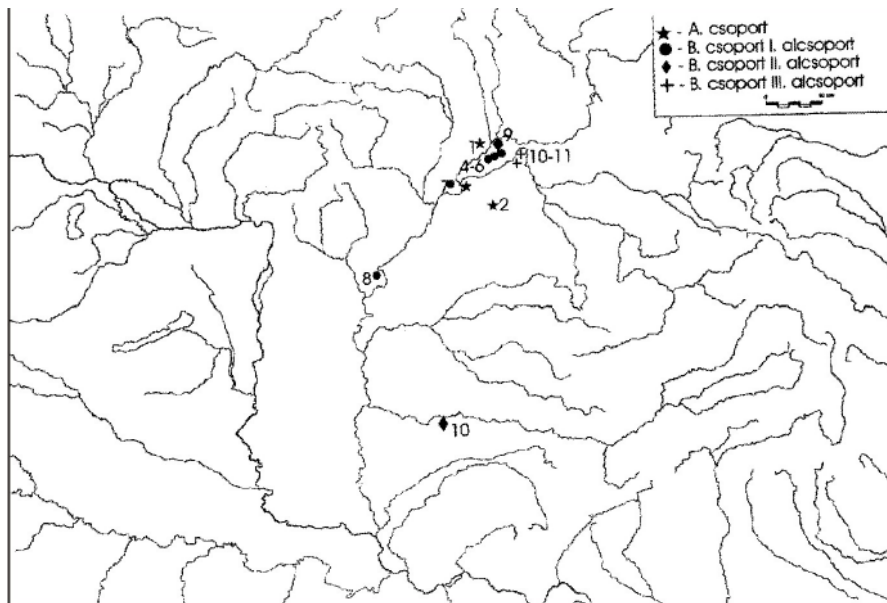 ★ - A. csoport
● - B. csoport I. alcsoport
♦ - B. csoport II. alcsoport
+ - B. csoport III. alcsoport
9
1
10-11
4-6
7
2
8
10